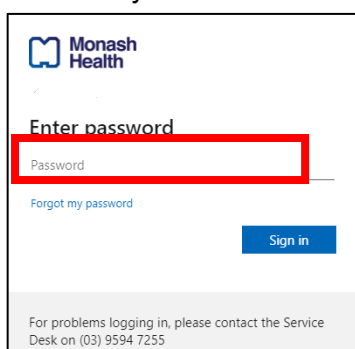 Monash
Health
Enter password
Password
Forgot my password
Sign in
For problems logging in, please contact the Service
Desk on (03) 9594 7255